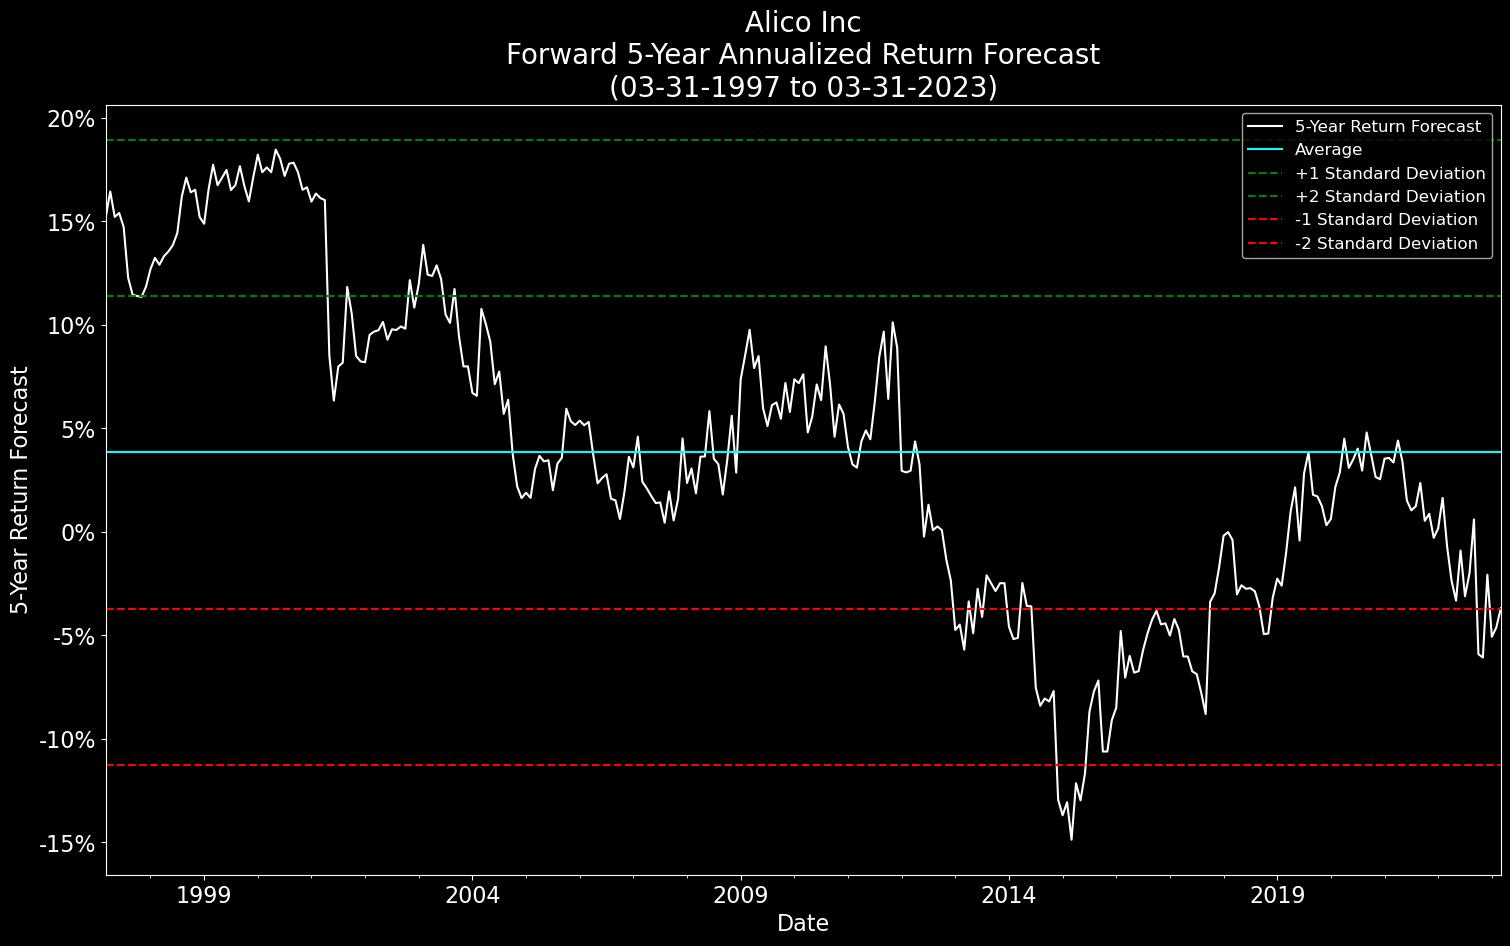 Alico Inc
Forward 5-Year Annualized Return Forecast
(03-31-1997 to 03-31-2023)
5-Year Return Forecast
Average
+1 Standard Deviation
+2 Standard Deviation
-1 Standard Deviation
-2 Standard Deviation
20%
15%
10%
5%
0%
-5%
-10%
-15%
5-Year Return Forecast
1999
2004
2009
2014
2019
Date